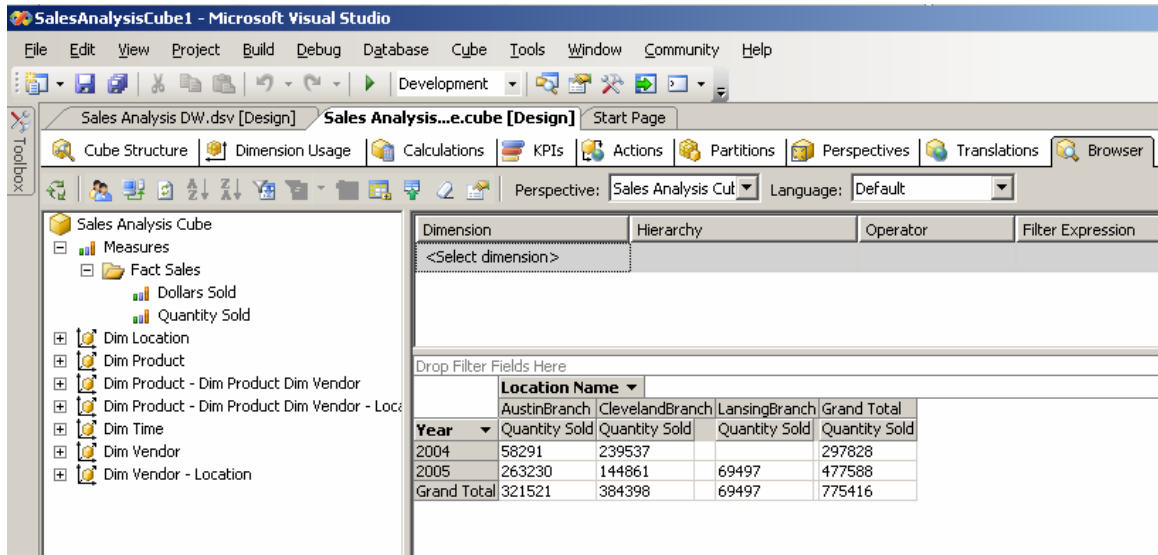 SalesAnalysisCube1 - Microsoft Visual Studio
File Edit View Project Build Debug Database Cube Tools Window Community Help
Development
Sales Analysis DW.dsv [Design] Sales Analysis...e.cube [Design] Start Page
Toolbox
Cube Structure Dimension Usage Calculations KPIs Actions Partitions Perspectives Translations Browser
Perspective: Sales Analysis Cut Language: Default
Sales Analysis Cube
Measures
Fact Sales
Dollars Sold
Quantity Sold
Dim Location
Dim Product
Dim Product - Dim Product Dim Vendor
Dim Product - Dim Product Dim Vendor - Loca
Dim Time
Dim Vendor
Dim Vendor - Location
Dimension Hierarchy Operator Filter Expression
<Select dimension>
Drop Filter Fields Here
Location Name
AustinBranch ClevelandBranch LansingBranch Grand Total
Year Quantity Sold Quantity Sold Quantity Sold Quantity Sold
2004 58291 239537 297828
2005 263230 144861 69497 477588
Grand Total 321521 384398 69497 775416